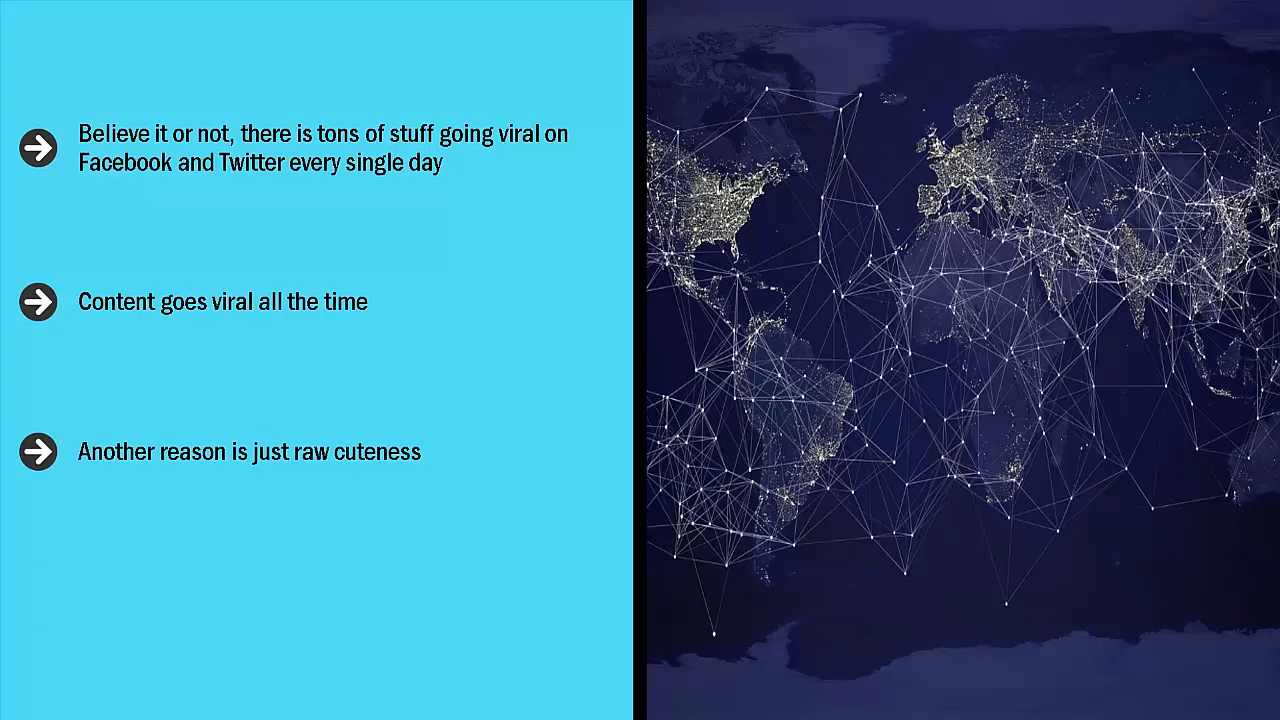 Believe it or not, there is tons of stuff going viral on
Facebook and Twitter every single day
Content goes viral all the time
Another reason is just raw cuteness